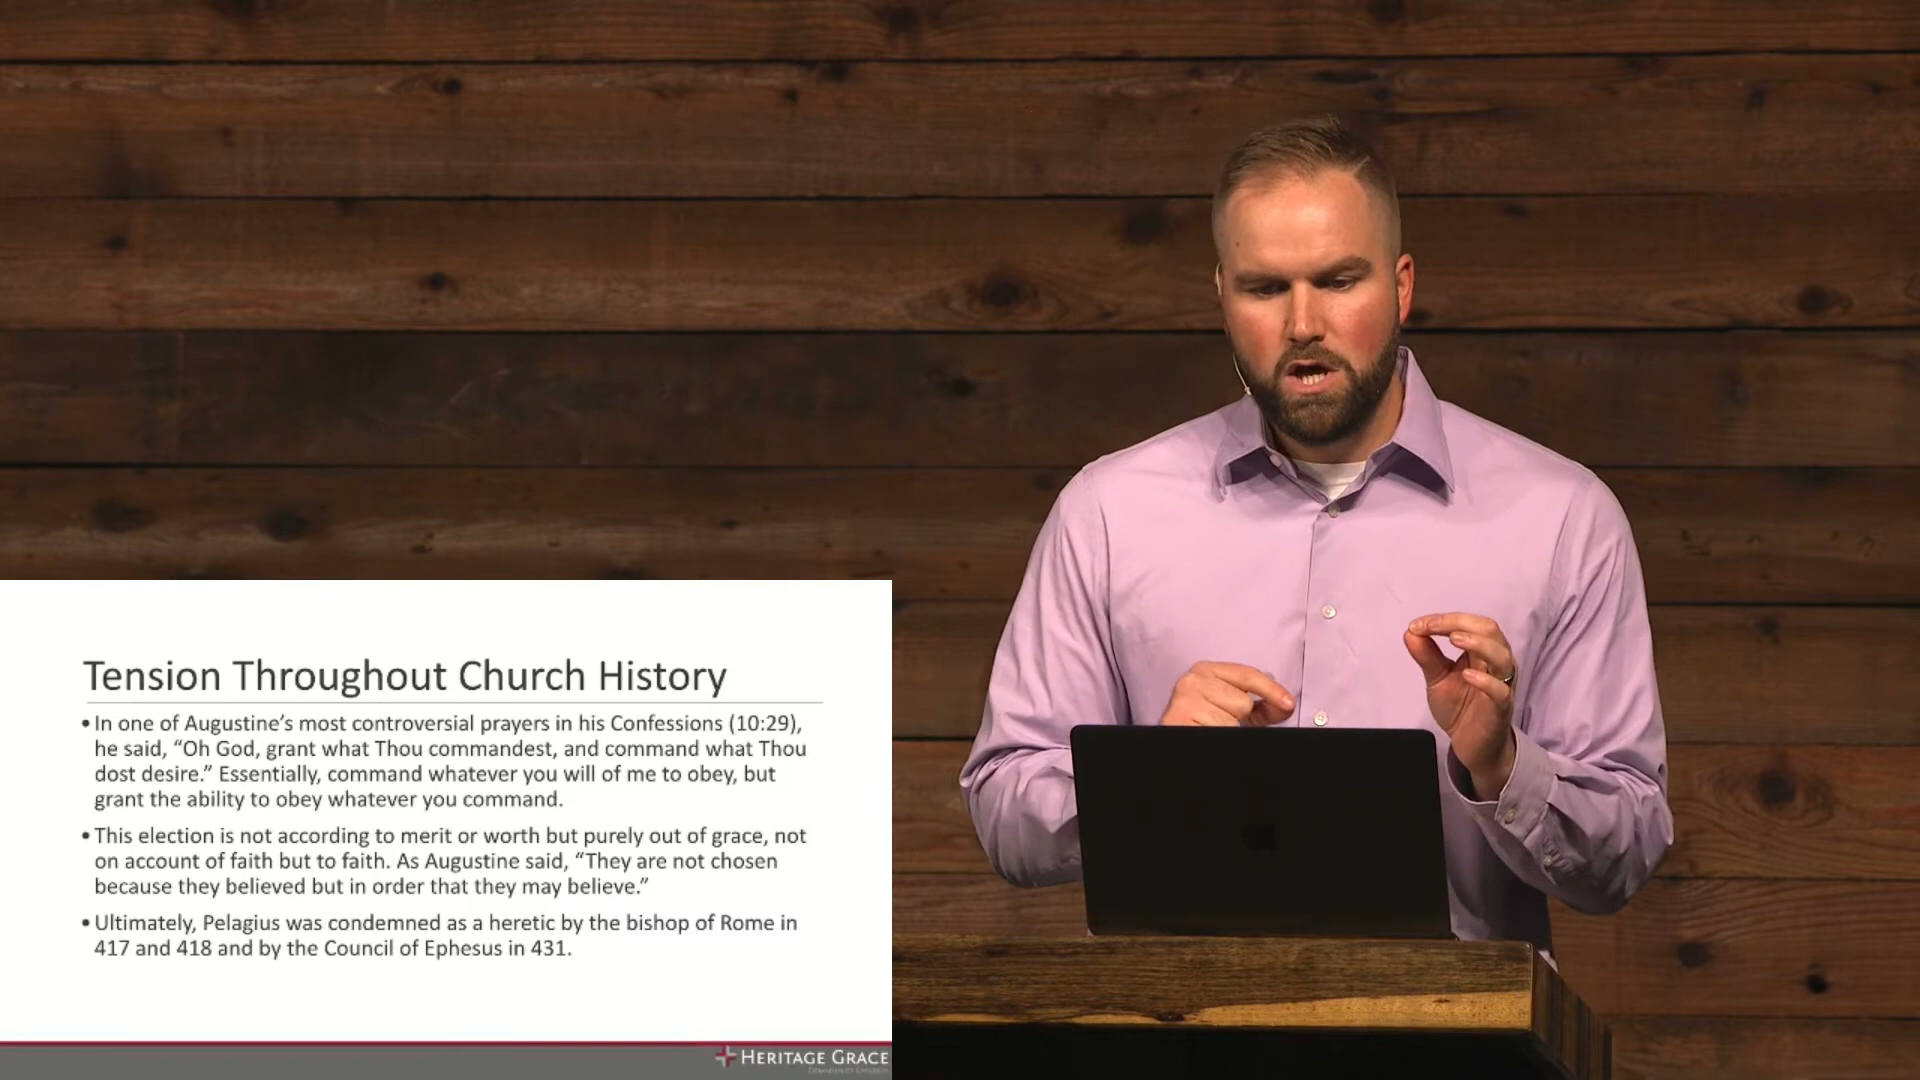 Tension Throughout Church History
• In one of Augustine’s most controversial prayers in his Confessions (10:29),
he said, “Oh God, grant what Thou commandest, and command what Thou
dost desire.” Essentially, command whatever you will of me to obey, but
grant the ability to obey whatever you command.
• This election is not according to merit or worth but purely out of grace, not
on account of faith but to faith. As Augustine said, “They are not chosen
because they believed but in order that they may believe.”
• Ultimately, Pelagius was condemned as a heretic by the bishop of Rome in
417 and 418 and by the Council of Ephesus in 431.
HERITAGE GRACE
COMMUNITY CHURCH